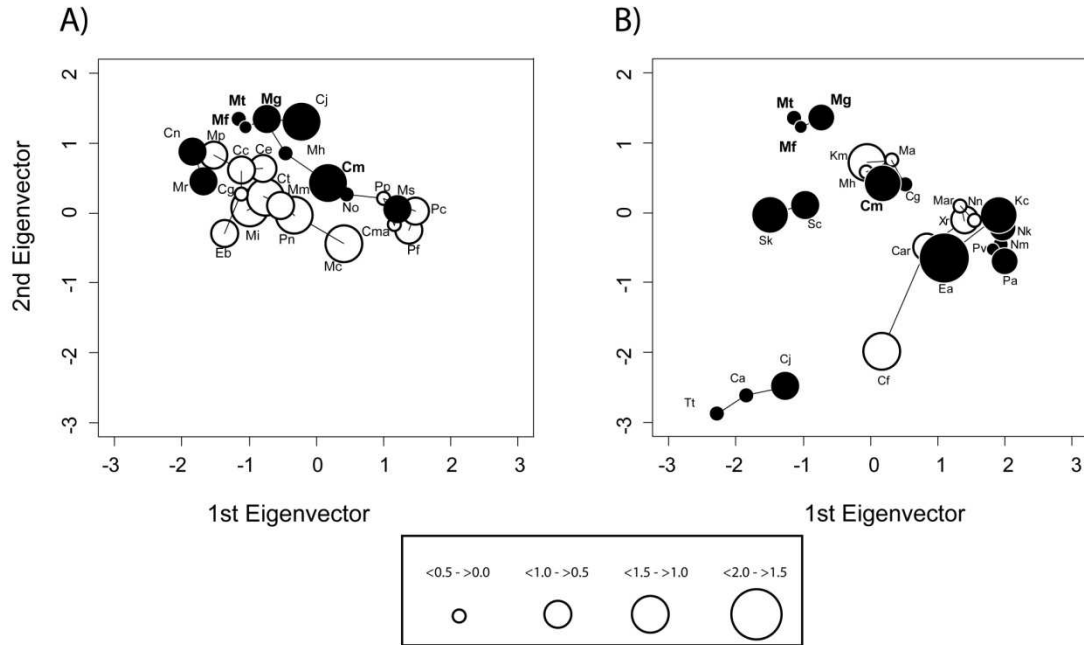 A)
2
1
0
-1
-2
-3
2nd Eigenvector
Mt
Mg
Cj
Mf
Cn
Mp
Cc
Ce
Mh
Cm
Mr
Cg
Ct
Mm
No
Pp
Ms
Pc
Eb
Mi
Pn
Mc
Cma
Pf
-3 -2 -1 0 1 2 3
1st Eigenvector
B)
2
1
0
-1
-2
-3
Mt
Mg
Mf
Km
Ma
Mh
Cm
Cg
Sk
Sc
Mar
Nn
Kc
Xr
Nk
Car
Pv
Nm
Ea
Pa
Cf
Cj
Ca
Tt
-3 -2 -1 0 1 2 3
1st Eigenvector
<0.5 - >0.0 <1.0 - >0.5 <1.5 - >1.0 <2.0 - >1.5